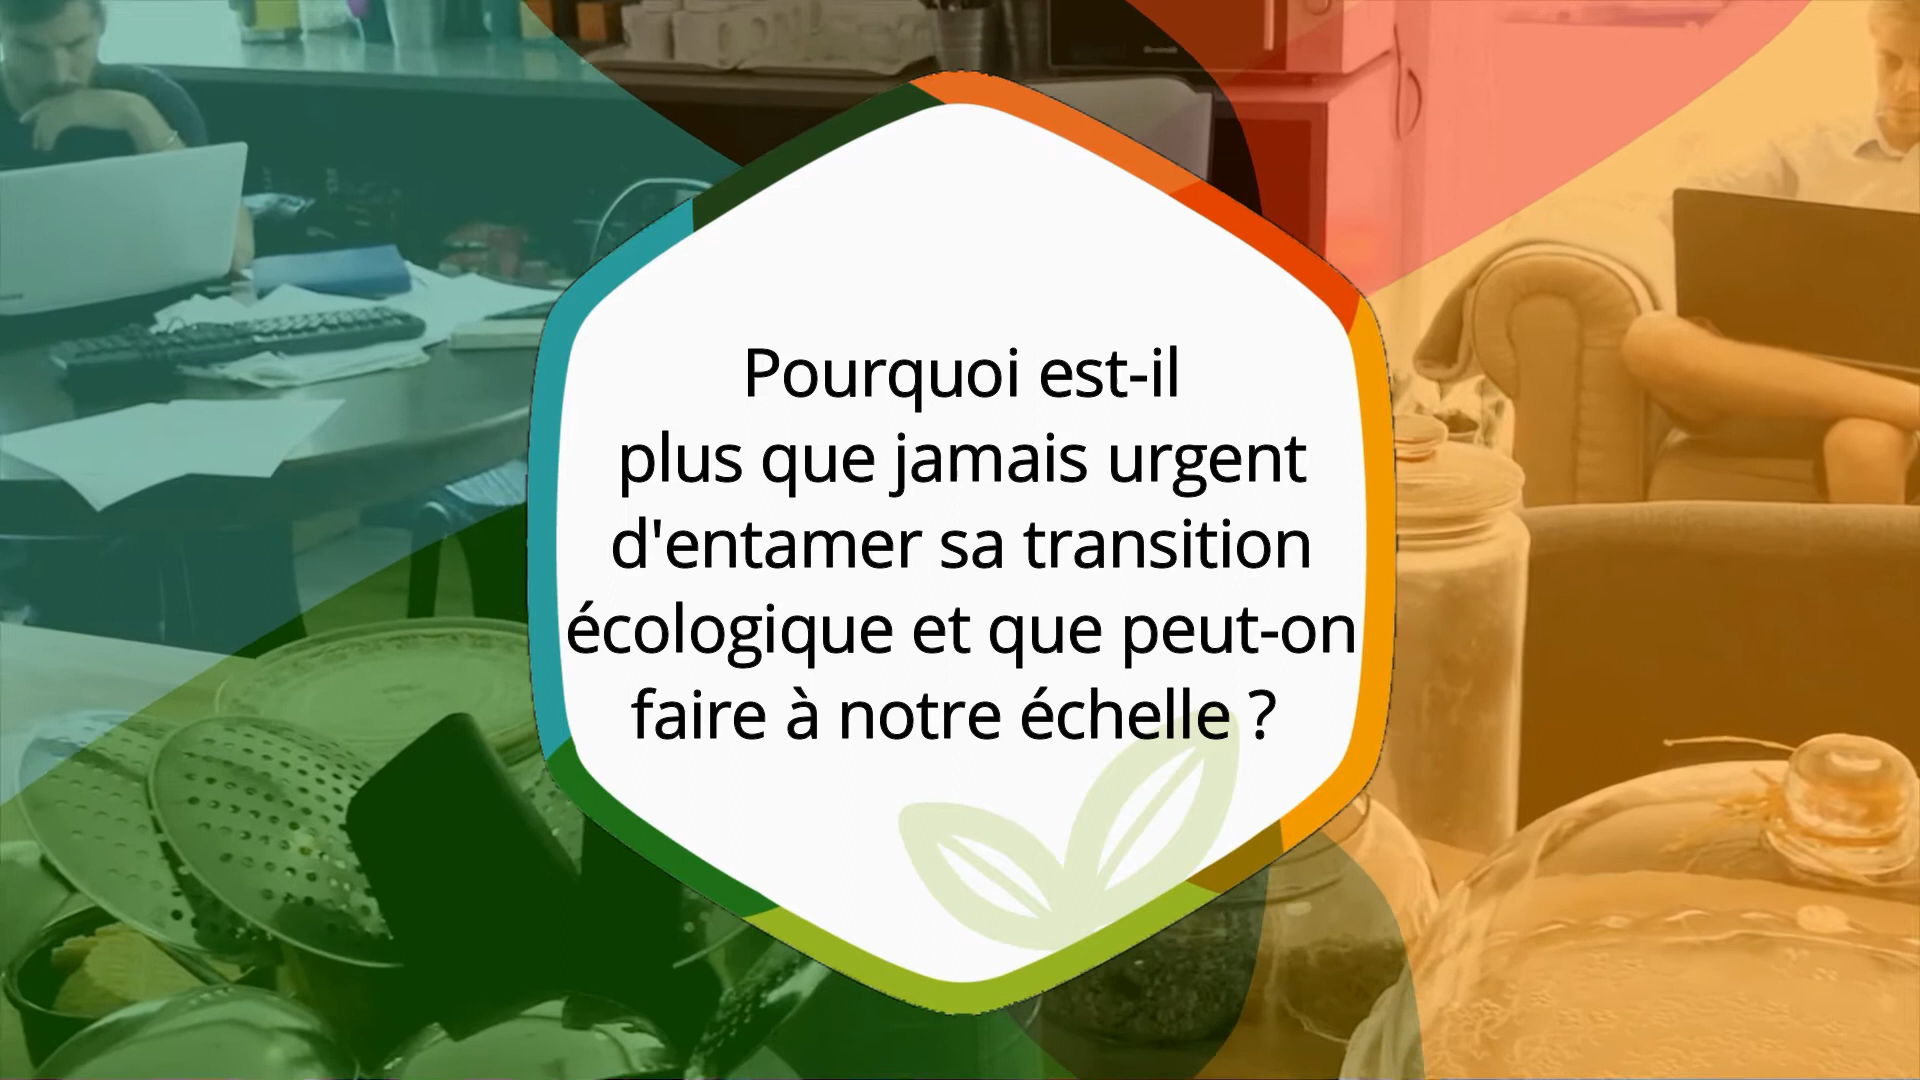 Pourquoi est-il
plus que jamais urgent
d'entamer sa transition
écologique et que peut-on
faire à notre échelle ?